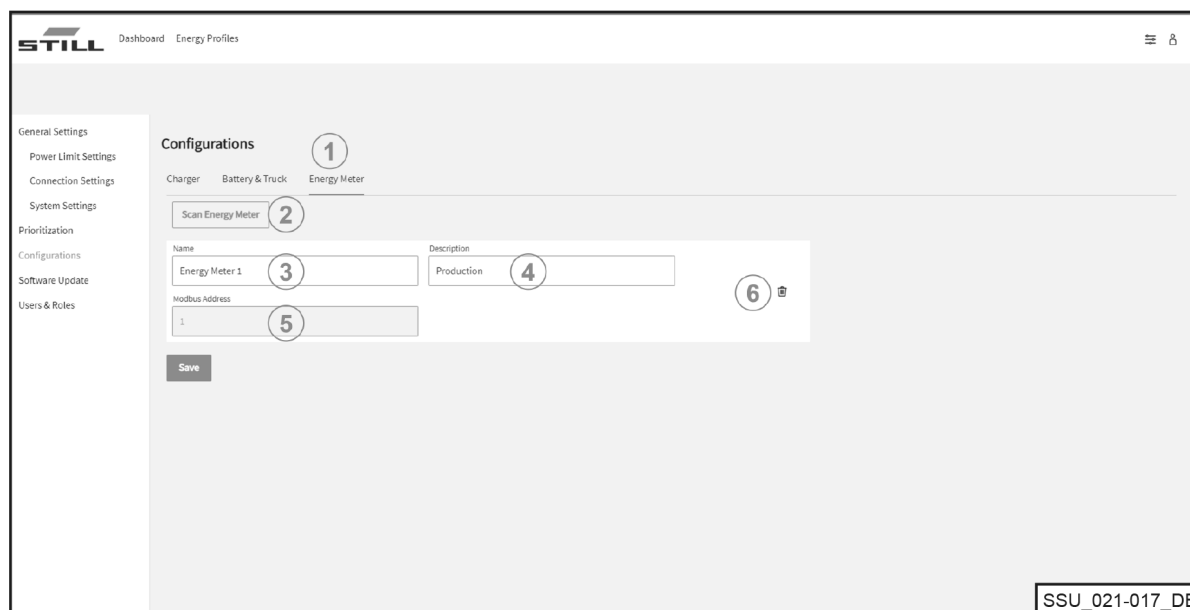 STILL Dashboard Energy Profiles
General Settings
Power Limit Settings
Connection Settings
System Settings
Prioritization
Configurations
Software Update
Users & Roles
Configurations
1
Charger Battery & Truck Energy Meter
Scan Energy Meter 2
Name Description
Energy Meter 1 3 Production 4
6
Modbus Address
1 5
Save
SSU_021-017_DE